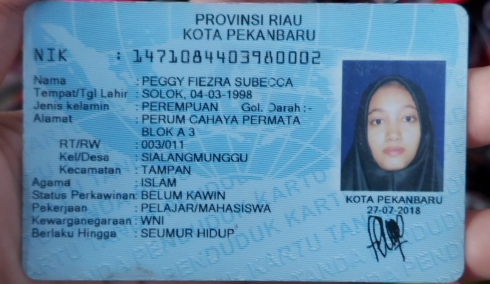 PROVINSI RIAU
KOTA PEKANBARU
NIK : 1471084403980002
Nama : PEGGY FIEZRA SUBECCA
Tempat/Tgl Lahir : SOLOK, 04-03-1998
Jenis kelamin : PEREMPUAN Gol. Darah :-
Alamat : PERUM CAHAYA PERMATA
BLOK A 3
RT/RW : 003/011
Kel/Desa : SIALANGMUNGGU
Kecamatan : TAMPAN
Agama : ISLAM
Status Perkawinan: BELUM KAWIN
Pekerjaan : PELAJAR/MAHASISWA
Kewarganegaraan: WNI
Berlaku Hingga : SEUMUR HIDUP
KOTA PEKANBARU
27-07-2018